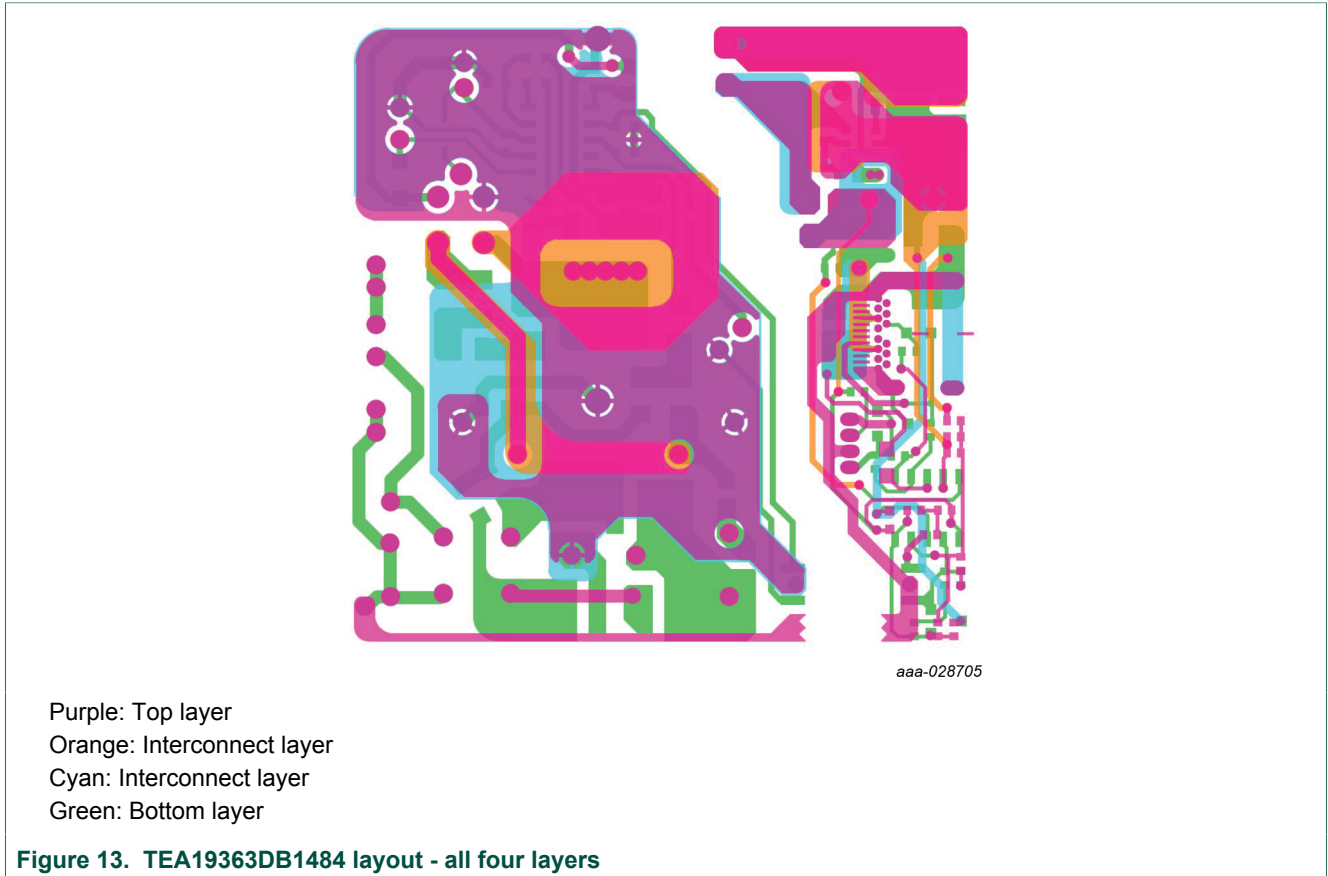 aaa-028705
Purple: Top layer
Orange: Interconnect layer
Cyan: Interconnect layer
Green: Bottom layer
Figure 13. TEA19363DB1484 layout - all four layers